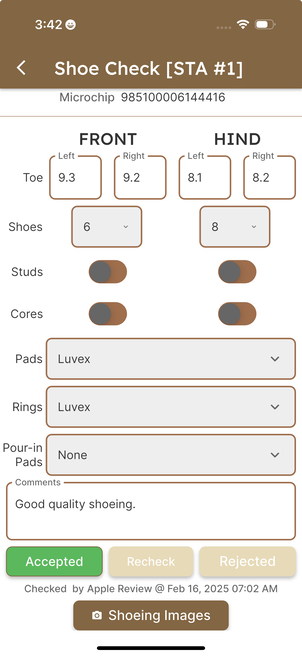 3:42
Shoe Check [STA #1]
Microchip 985100006144416
FRONT HIND
Left Right Left Right
Toe 9.3 9.2 8.1 8.2
Shoes 6 8
Studs
Cores
Pads Luvex
Rings Luvex
Pour-in
Pads None
Comments
Good quality shoeing.
Accepted Recheck Rejected
Checked by Apple Review @ Feb 16, 2025 07:02 AM
Shoeing Images